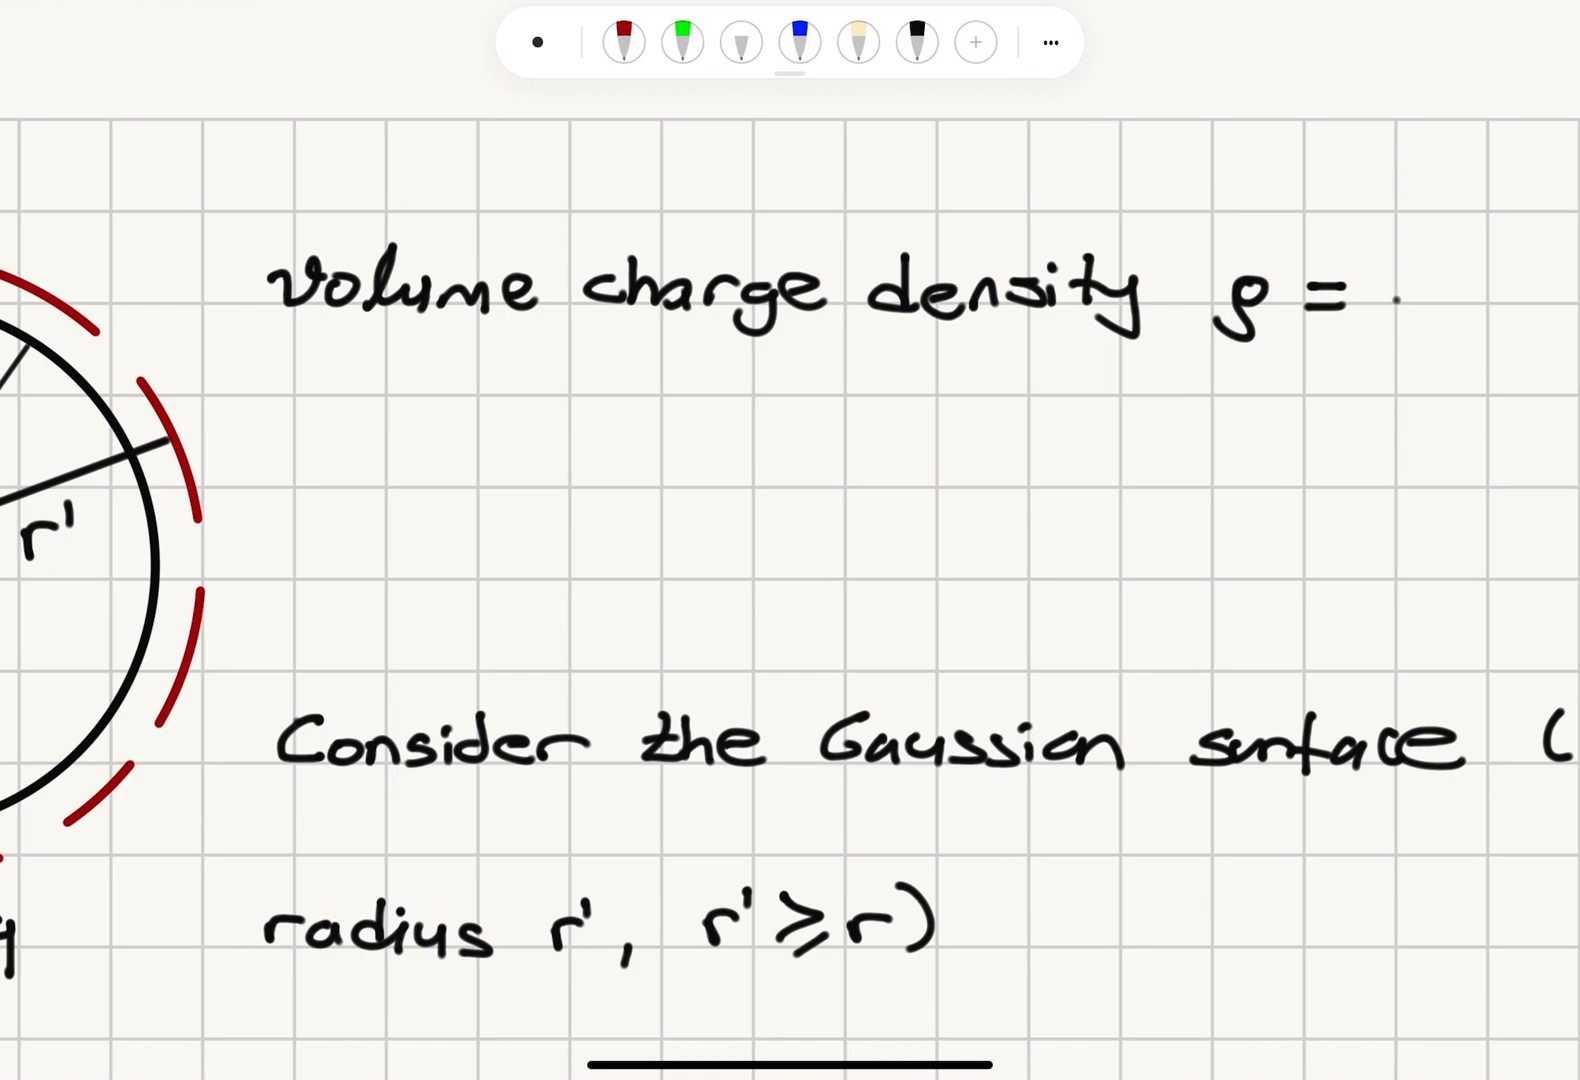 volume charge density ρ =
r'
Consider the Gaussian surface (
radius r', r' ⩾ r)